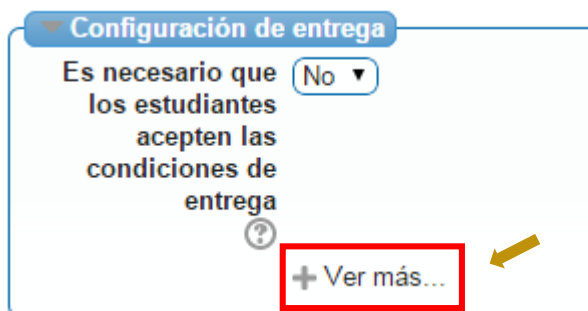 Configuración de entrega
Es necesario que No
los estudiantes
acepten las
condiciones de
entrega
?
+ Ver más...